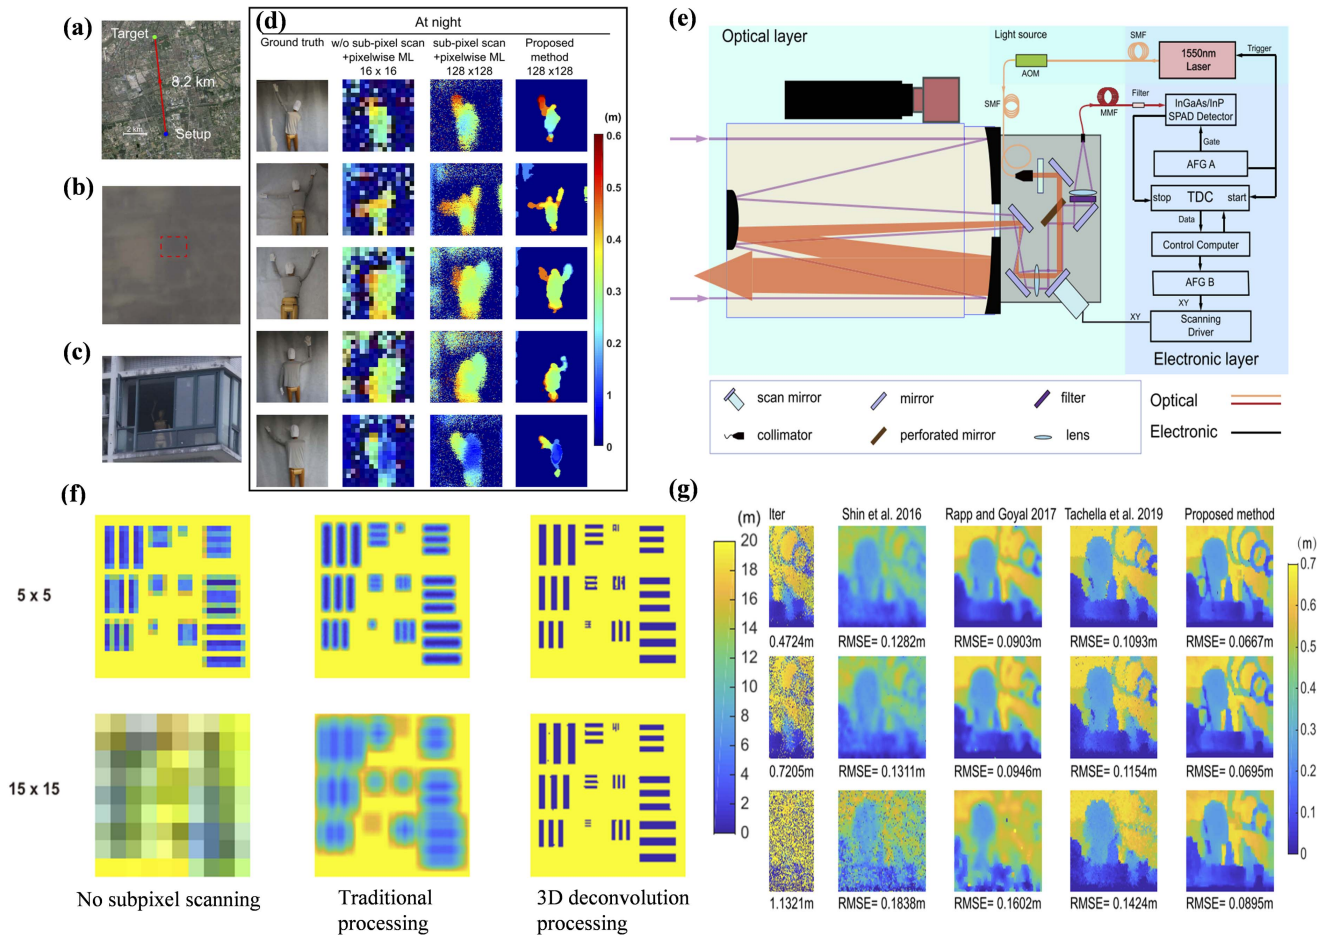 (a)
Target
8.2 km
2 km
Setup
(b)
(c)
(d)
At night
Ground truth
w/o sub-pixel scan
+pixelwise ML
16 x 16
sub-pixel scan
+pixelwise ML
128 x128
Proposed
method
128 x128
(m)
0.6
0.5
0.4
0.3
0.2
1
0
(e)
Optical layer
Light source
SMF
AOM
1550nm
Laser
Trigger
SMF
MMF
Filter
InGaAs/InP
SPAD Detector
Gate
AFG A
stop
TDC
start
Data
Control Computer
AFG B
XY
XY
Scanning
Driver
Electronic layer
scan mirror
mirror
filter
collimator
perforated mirror
lens
Optical
Electronic
(f)
5 x 5
15 x 15
No subpixel scanning
Traditional
processing
3D deconvolution
processing
(m)
20
18
16
14
12
10
8
6
4
2
0
(g)
lter
Shin et al. 2016
Rapp and Goyal 2017
Tachella et al. 2019
Proposed method
0.4724m
RMSE= 0.1282m
RMSE= 0.0903m
RMSE= 0.1093m
RMSE= 0.0667m
0.7205m
RMSE= 0.1311m
RMSE= 0.0946m
RMSE= 0.1154m
RMSE= 0.0695m
1.1321m
RMSE= 0.1838m
RMSE= 0.1602m
RMSE= 0.1424m
RMSE= 0.0895m
(m)
0.7
0.6
0.5
0.4
0.3
0.2
0.1
0